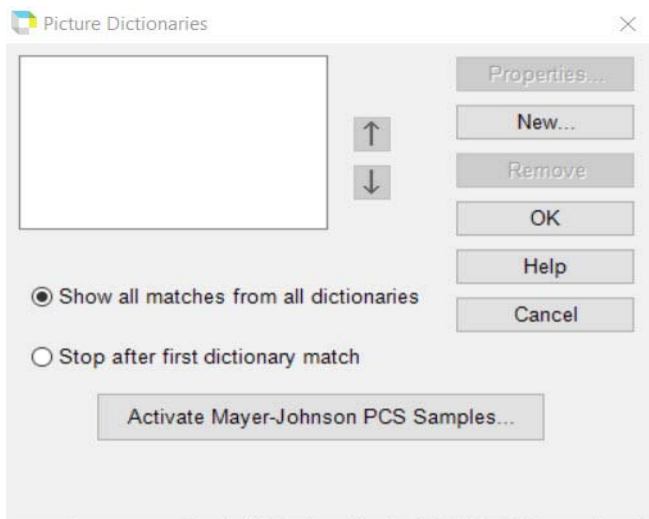 Picture Dictionaries
Properties...
New...
Remove
OK
Help
Cancel
Show all matches from all dictionaries
Stop after first dictionary match
Activate Mayer-Johnson PCS Samples...